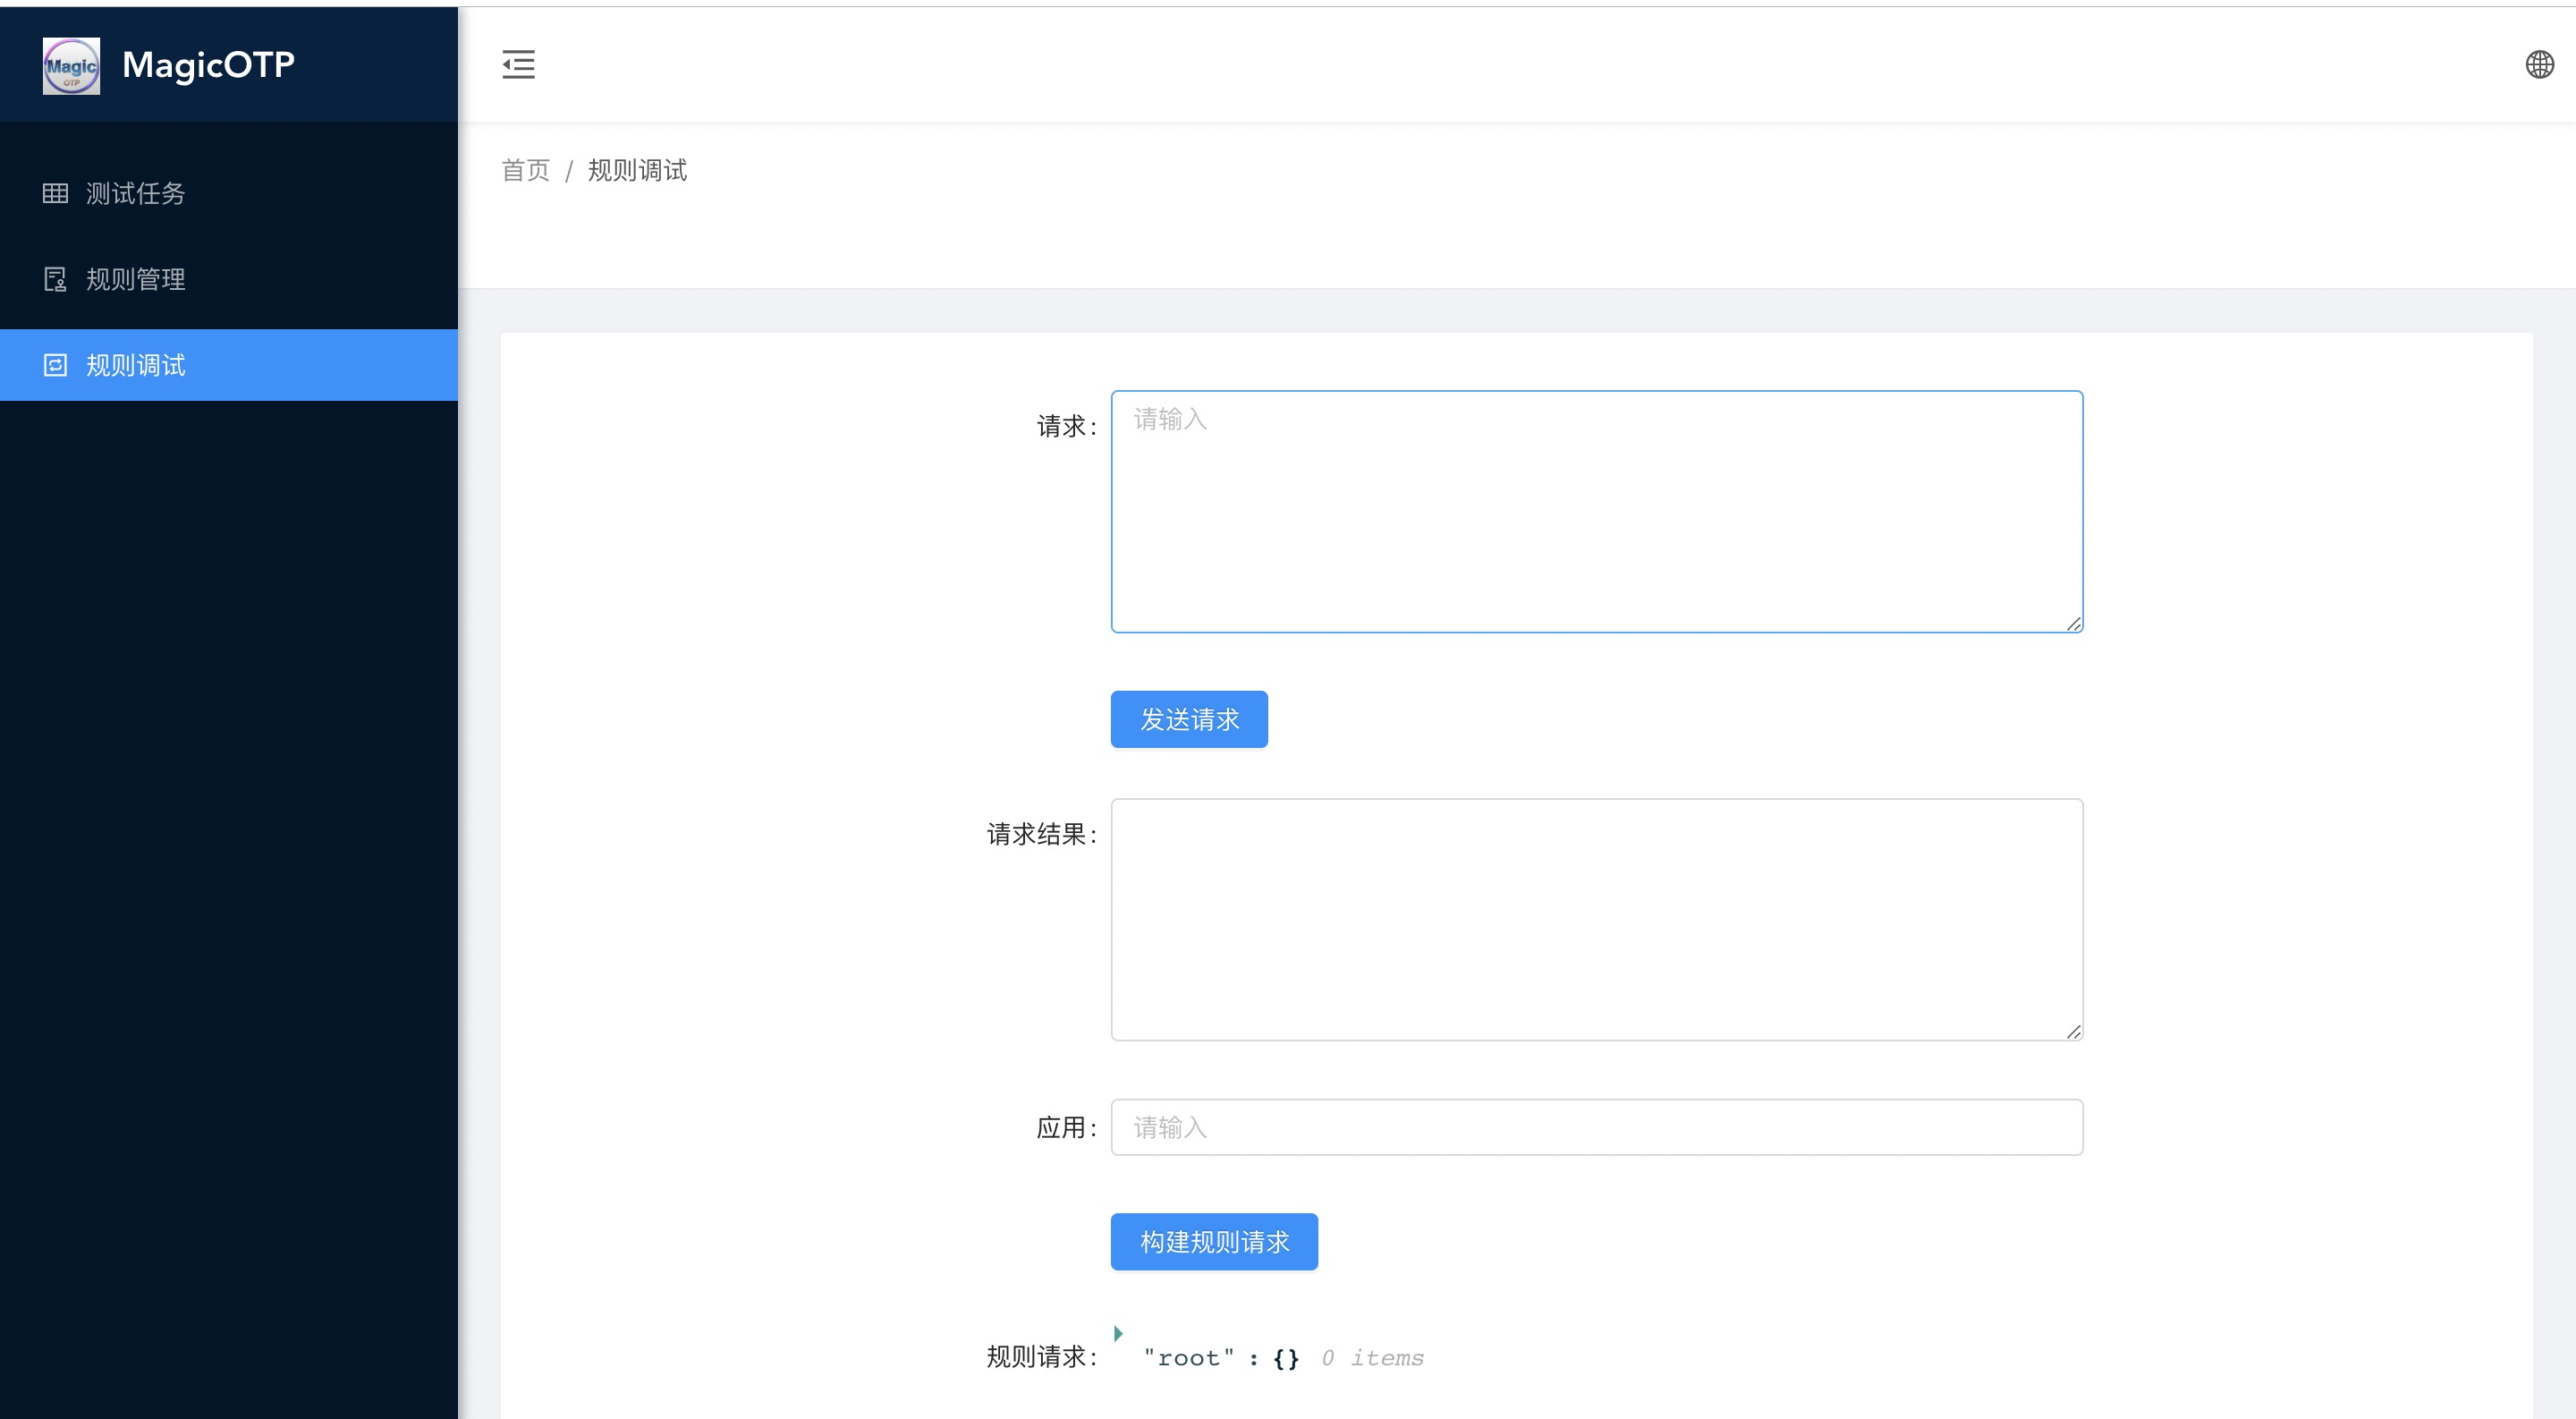 Magic
OTP
MagicOTP
测试任务
规则管理
规则调试
首页 / 规则调试
请求:
请输入
发送请求
请求结果:
应用:
请输入
构建规则请求
规则请求:
"root" : {} 0 items